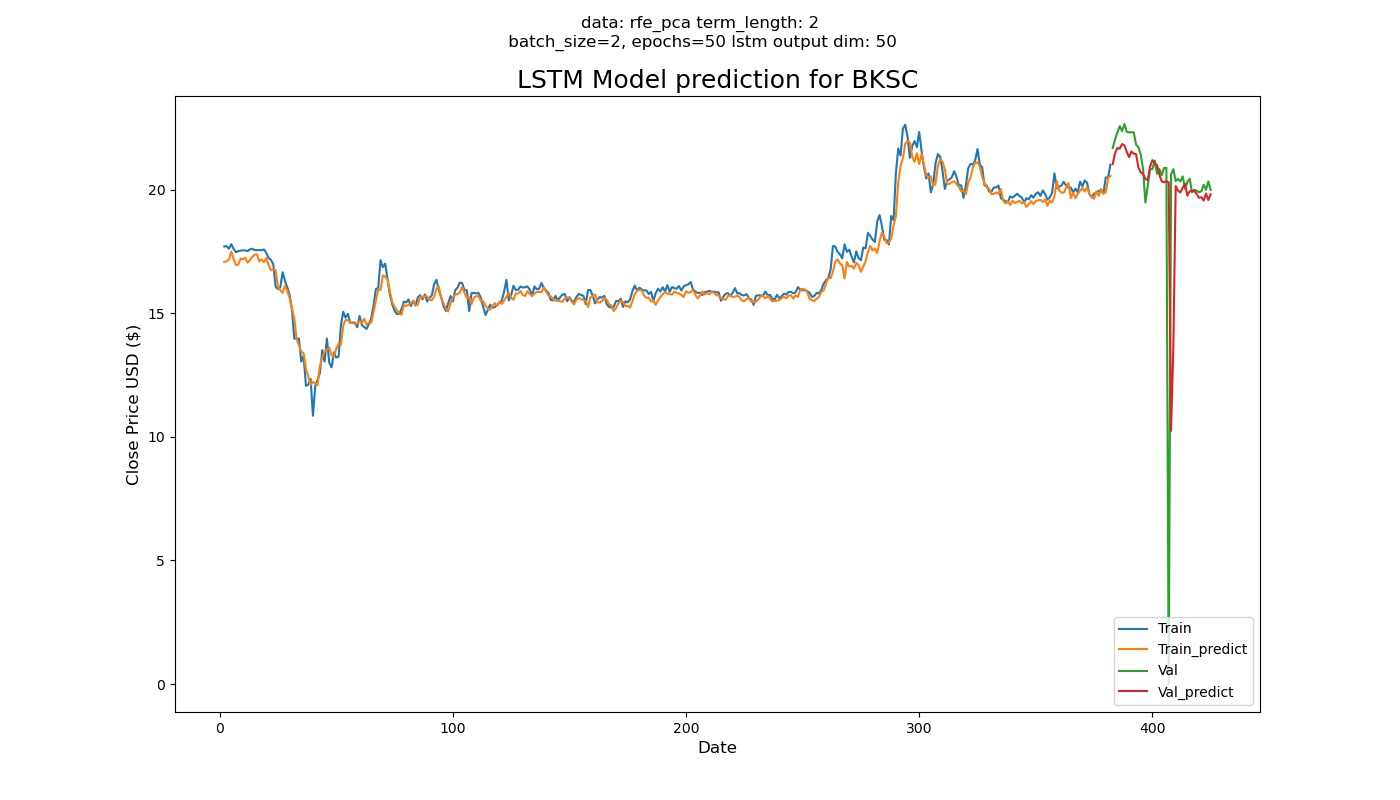 data: rfe_pca term_length: 2
batch_size=2, epochs=50 lstm output dim: 50
LSTM Model prediction for BKSC
Close Price USD ($)
20
15
10
5
0
Train
Train_predict
Val
Val_predict
0 100 200 300 400
Date